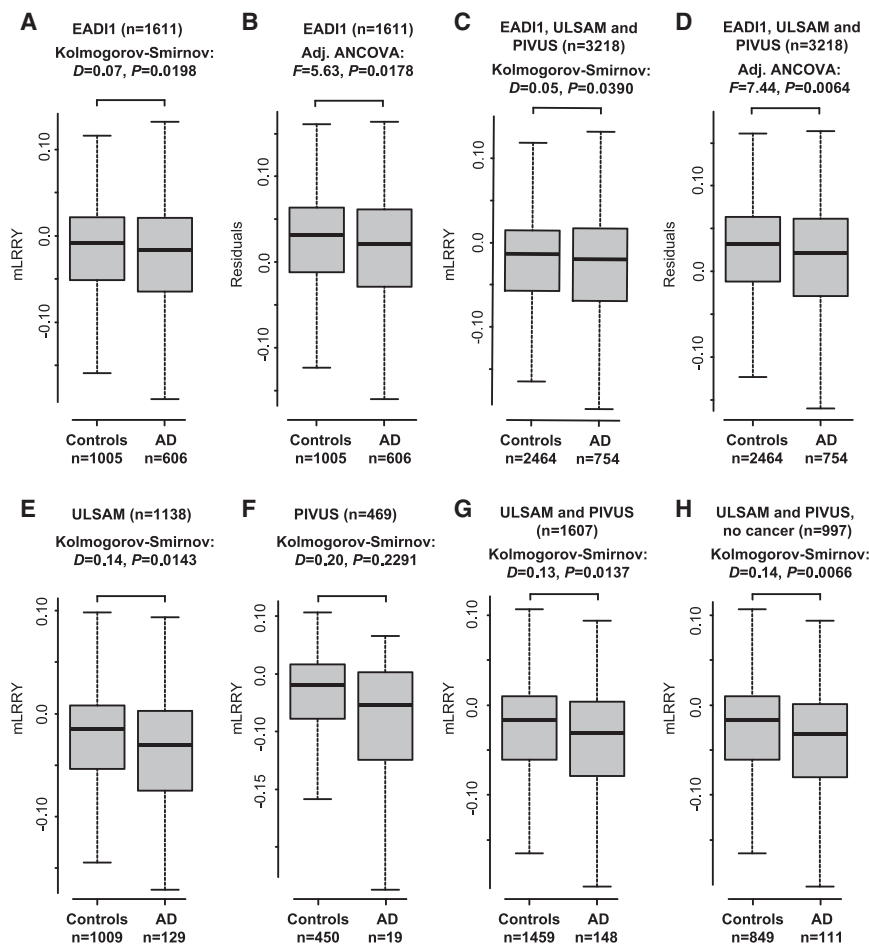 A
EADI1 (n=1611)
Kolmogorov-Smirnov:
D=0.07, P=0.0198
mLRRY
0.10
0.0
-0.10
Controls
n=1005
AD
n=606
B
EADI1 (n=1611)
Adj. ANCOVA:
F=5.63, P=0.0178
Residuals
0.10
0.0
-0.10
Controls
n=1005
AD
n=606
C
EADI1, ULSAM and
PIVUS (n=3218)
Kolmogorov-Smirnov:
D=0.05, P=0.0390
mLRRY
0.10
0.0
-0.10
Controls
n=2464
AD
n=754
D
EADI1, ULSAM and
PIVUS (n=3218)
Adj. ANCOVA:
F=7.44, P=0.0064
Residuals
0.10
0.0
-0.10
Controls
n=2464
AD
n=754
E
ULSAM (n=1138)
Kolmogorov-Smirnov:
D=0.14, P=0.0143
mLRRY
0.10
0.0
-0.10
Controls
n=1009
AD
n=129
F
PIVUS (n=469)
Kolmogorov-Smirnov:
D=0.20, P=0.2291
mLRRY
0.10
0.0
-0.10
-0.15
Controls
n=450
AD
n=19
G
ULSAM and PIVUS
(n=1607)
Kolmogorov-Smirnov:
D=0.13, P=0.0137
mLRRY
0.10
0.0
-0.10
Controls
n=1459
AD
n=148
H
ULSAM and PIVUS,
no cancer (n=997)
Kolmogorov-Smirnov:
D=0.14, P=0.0066
mLRRY
0.10
0.0
-0.10
Controls
n=849
AD
n=111